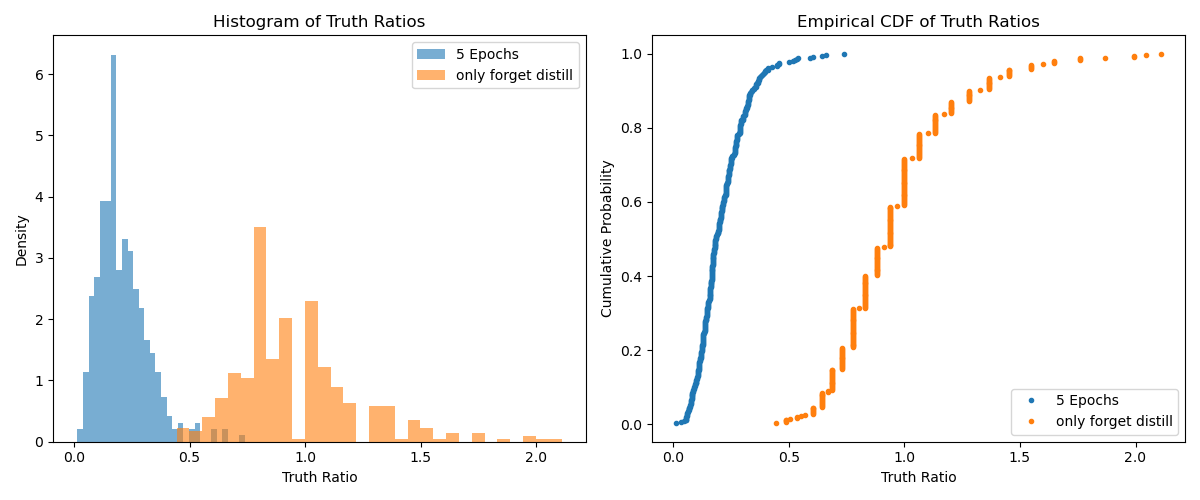 Histogram of Truth Ratios
5 Epochs
only forget distill
Density
6
5
4
3
2
1
0
0.0 0.5 1.0 1.5 2.0
Truth Ratio
Empirical CDF of Truth Ratios
Cumulative Probability
1.0
0.8
0.6
0.4
0.2
0.0
5 Epochs
only forget distill
0.0 0.5 1.0 1.5 2.0
Truth Ratio